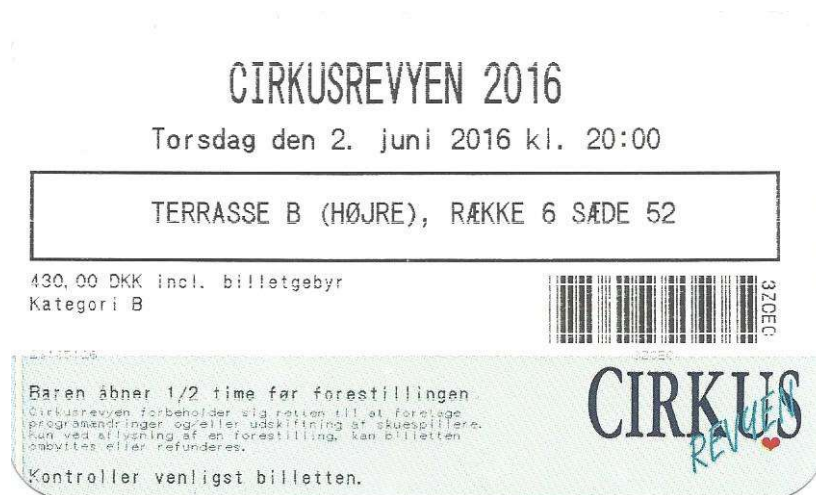 CIRKUSREVYEN 2016
Torsdag den 2. juni 2016 kl. 20:00
TERRASSE B (HØJRE), RÆKKE 6 SÆDE 52
430,00 DKK incl. billetgebyr
Kategori B
3ZCEC
Baren åbner 1/2 time før forestillingen
Cirkusrevyen forbeholder sig retten til at foretage
programændringer og/eller udskiftning af skuespillere.
Kun ved aflysning af en forestilling, kan billetten
ombyttes eller refunderes.
Kontroller venligst billetten.
CIRKUS
REVUEN